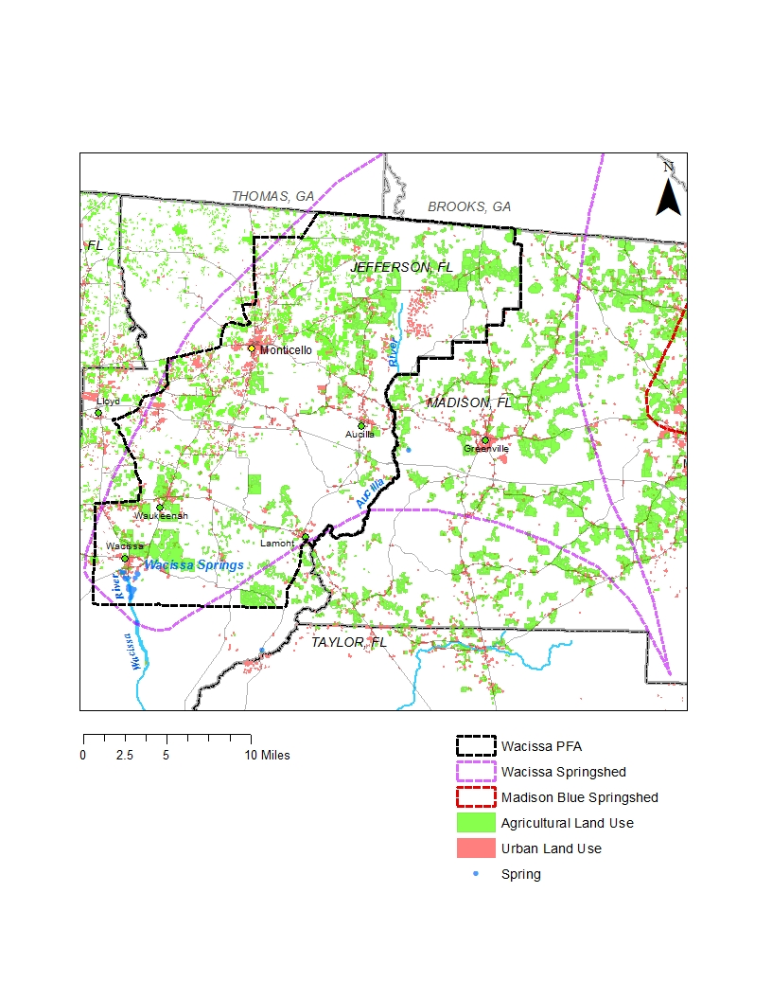 N
THOMAS, GA
BROOKS, GA
FL
JEFFERSON, FL
River
Monticello
Lloyd
MADISON, FL
Aucilla
Greenville
Aucilla
Waukeenah
Lamont
Wacissa
Wacissa Springs
River
Wacissa
TAYLOR, FL
0 2.5 5 10 Miles
Wacissa PFA
Wacissa Springshed
Madison Blue Springshed
Agricultural Land Use
Urban Land Use
Spring